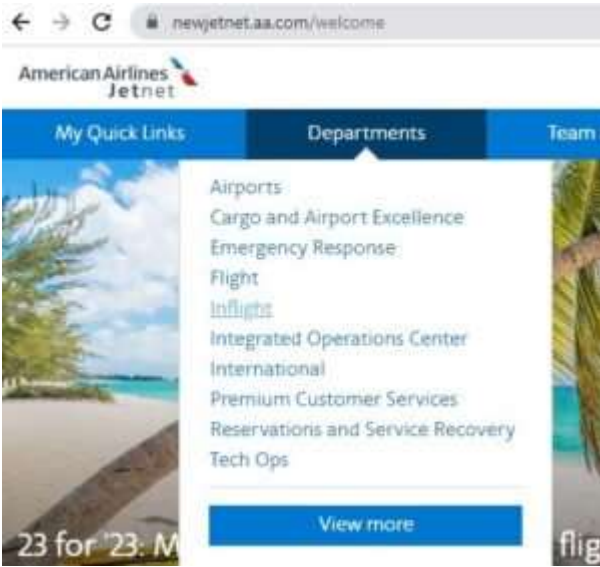 newjetnet.aa.com/welcome
American Airlines
Jetnet
My Quick Links Departments Team
Airports
Cargo and Airport Excellence
Emergency Response
Flight
Inflight
Integrated Operations Center
International
Premium Customer Services
Reservations and Service Recovery
Tech Ops
View more
23 for '23: M flig